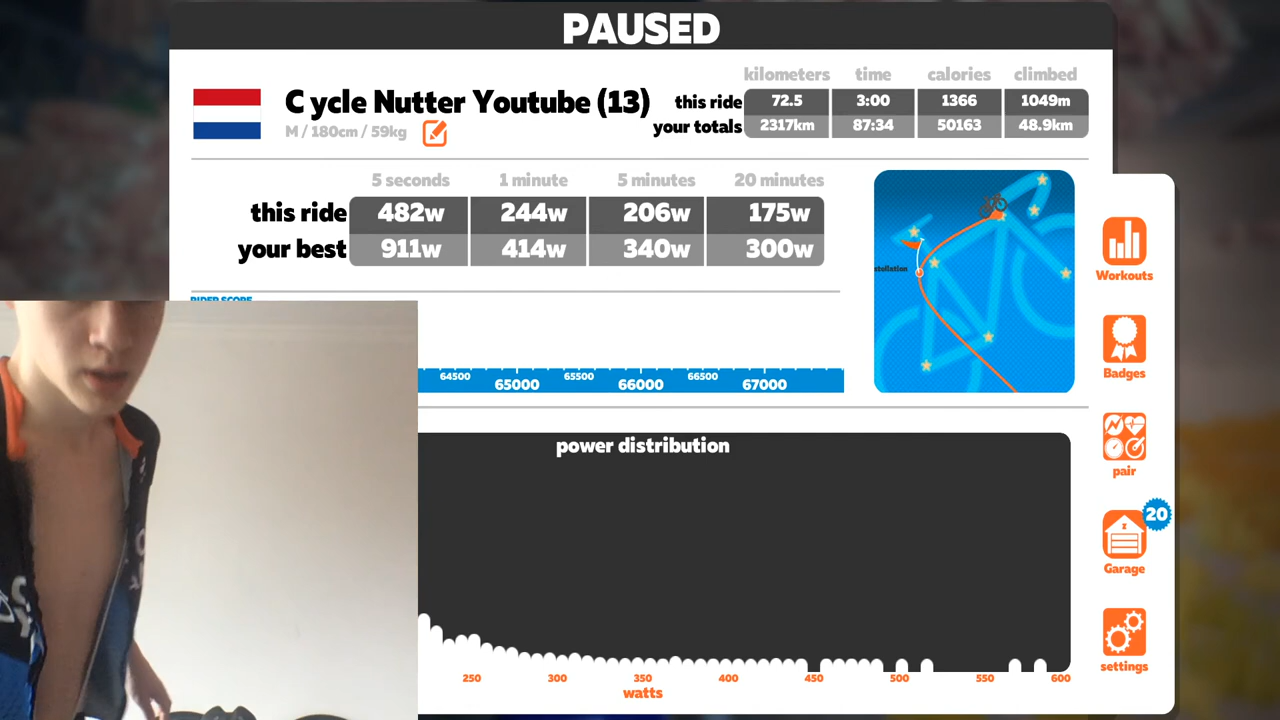 PAUSED
kilometers time calories climbed
C ycle Nutter Youtube (13)
this ride 72.5 3:00 1366 1049m
M / 180cm / 59kg
your totals 2317km 87:34 50163 48.9km
5 seconds 1 minute 5 minutes 20 minutes
this ride 482w 244w 206w 175w
your best 911w 414w 340w 300w
RIDER SCORE
64500 65000 65500 66000 66500 67000
Workouts
Badges
pair
20
Garage
settings
power distribution
250 300 350 400 450 500 550 600
watts